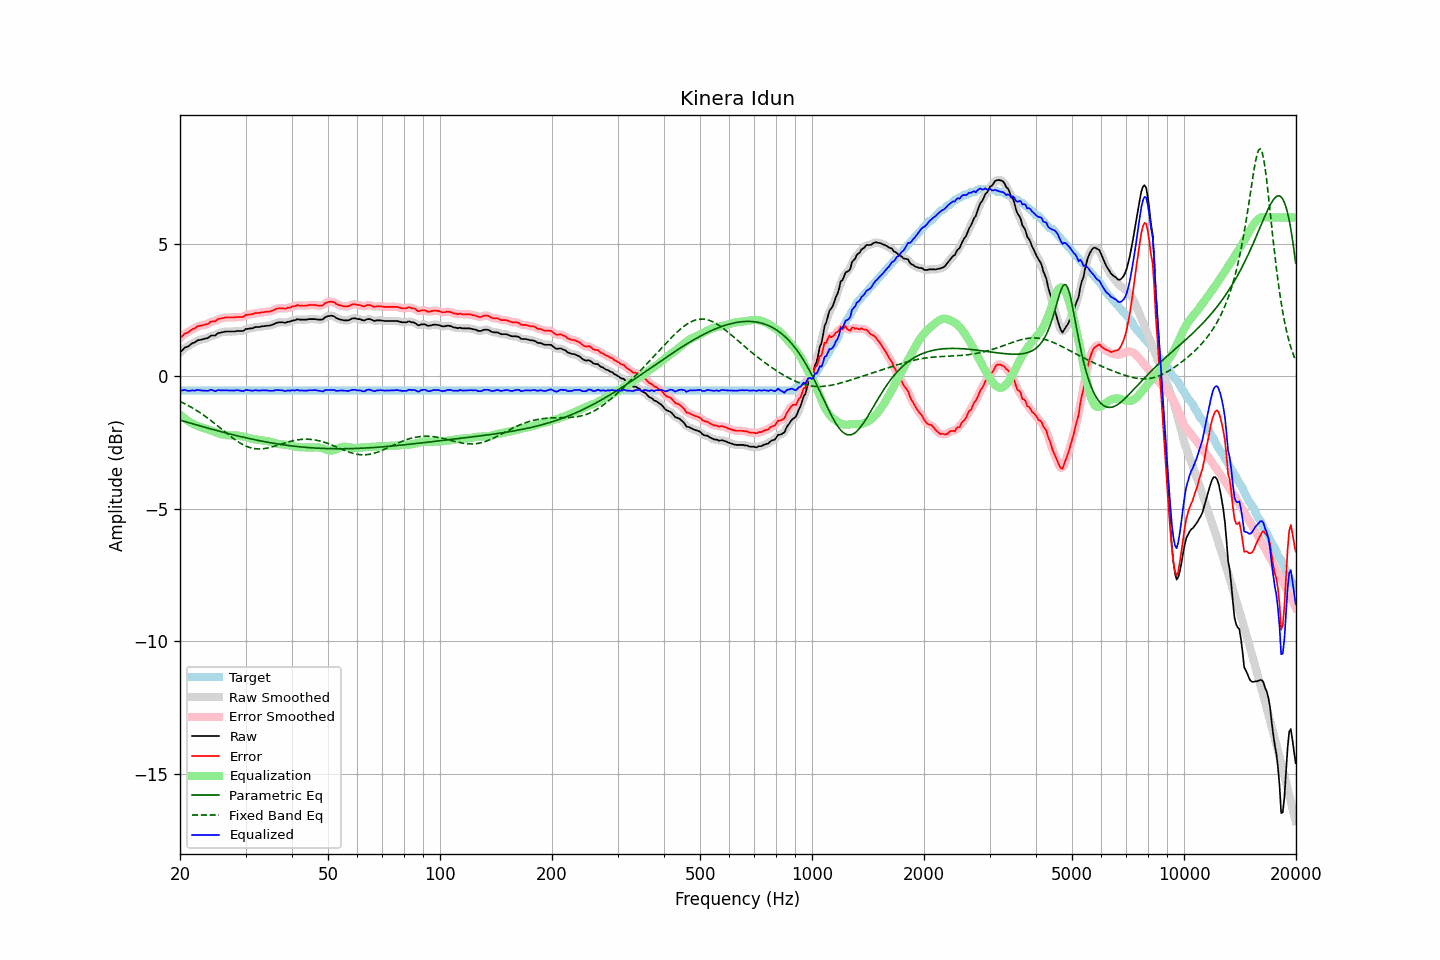 Kinera Idun
Amplitude (dBr)
5
0
−5
−10
−15
Target
Raw Smoothed
Error Smoothed
Raw
Error
Equalization
Parametric Eq
Fixed Band Eq
Equalized
20 50 100 200 500 1000 2000 5000 10000 20000
Frequency (Hz)